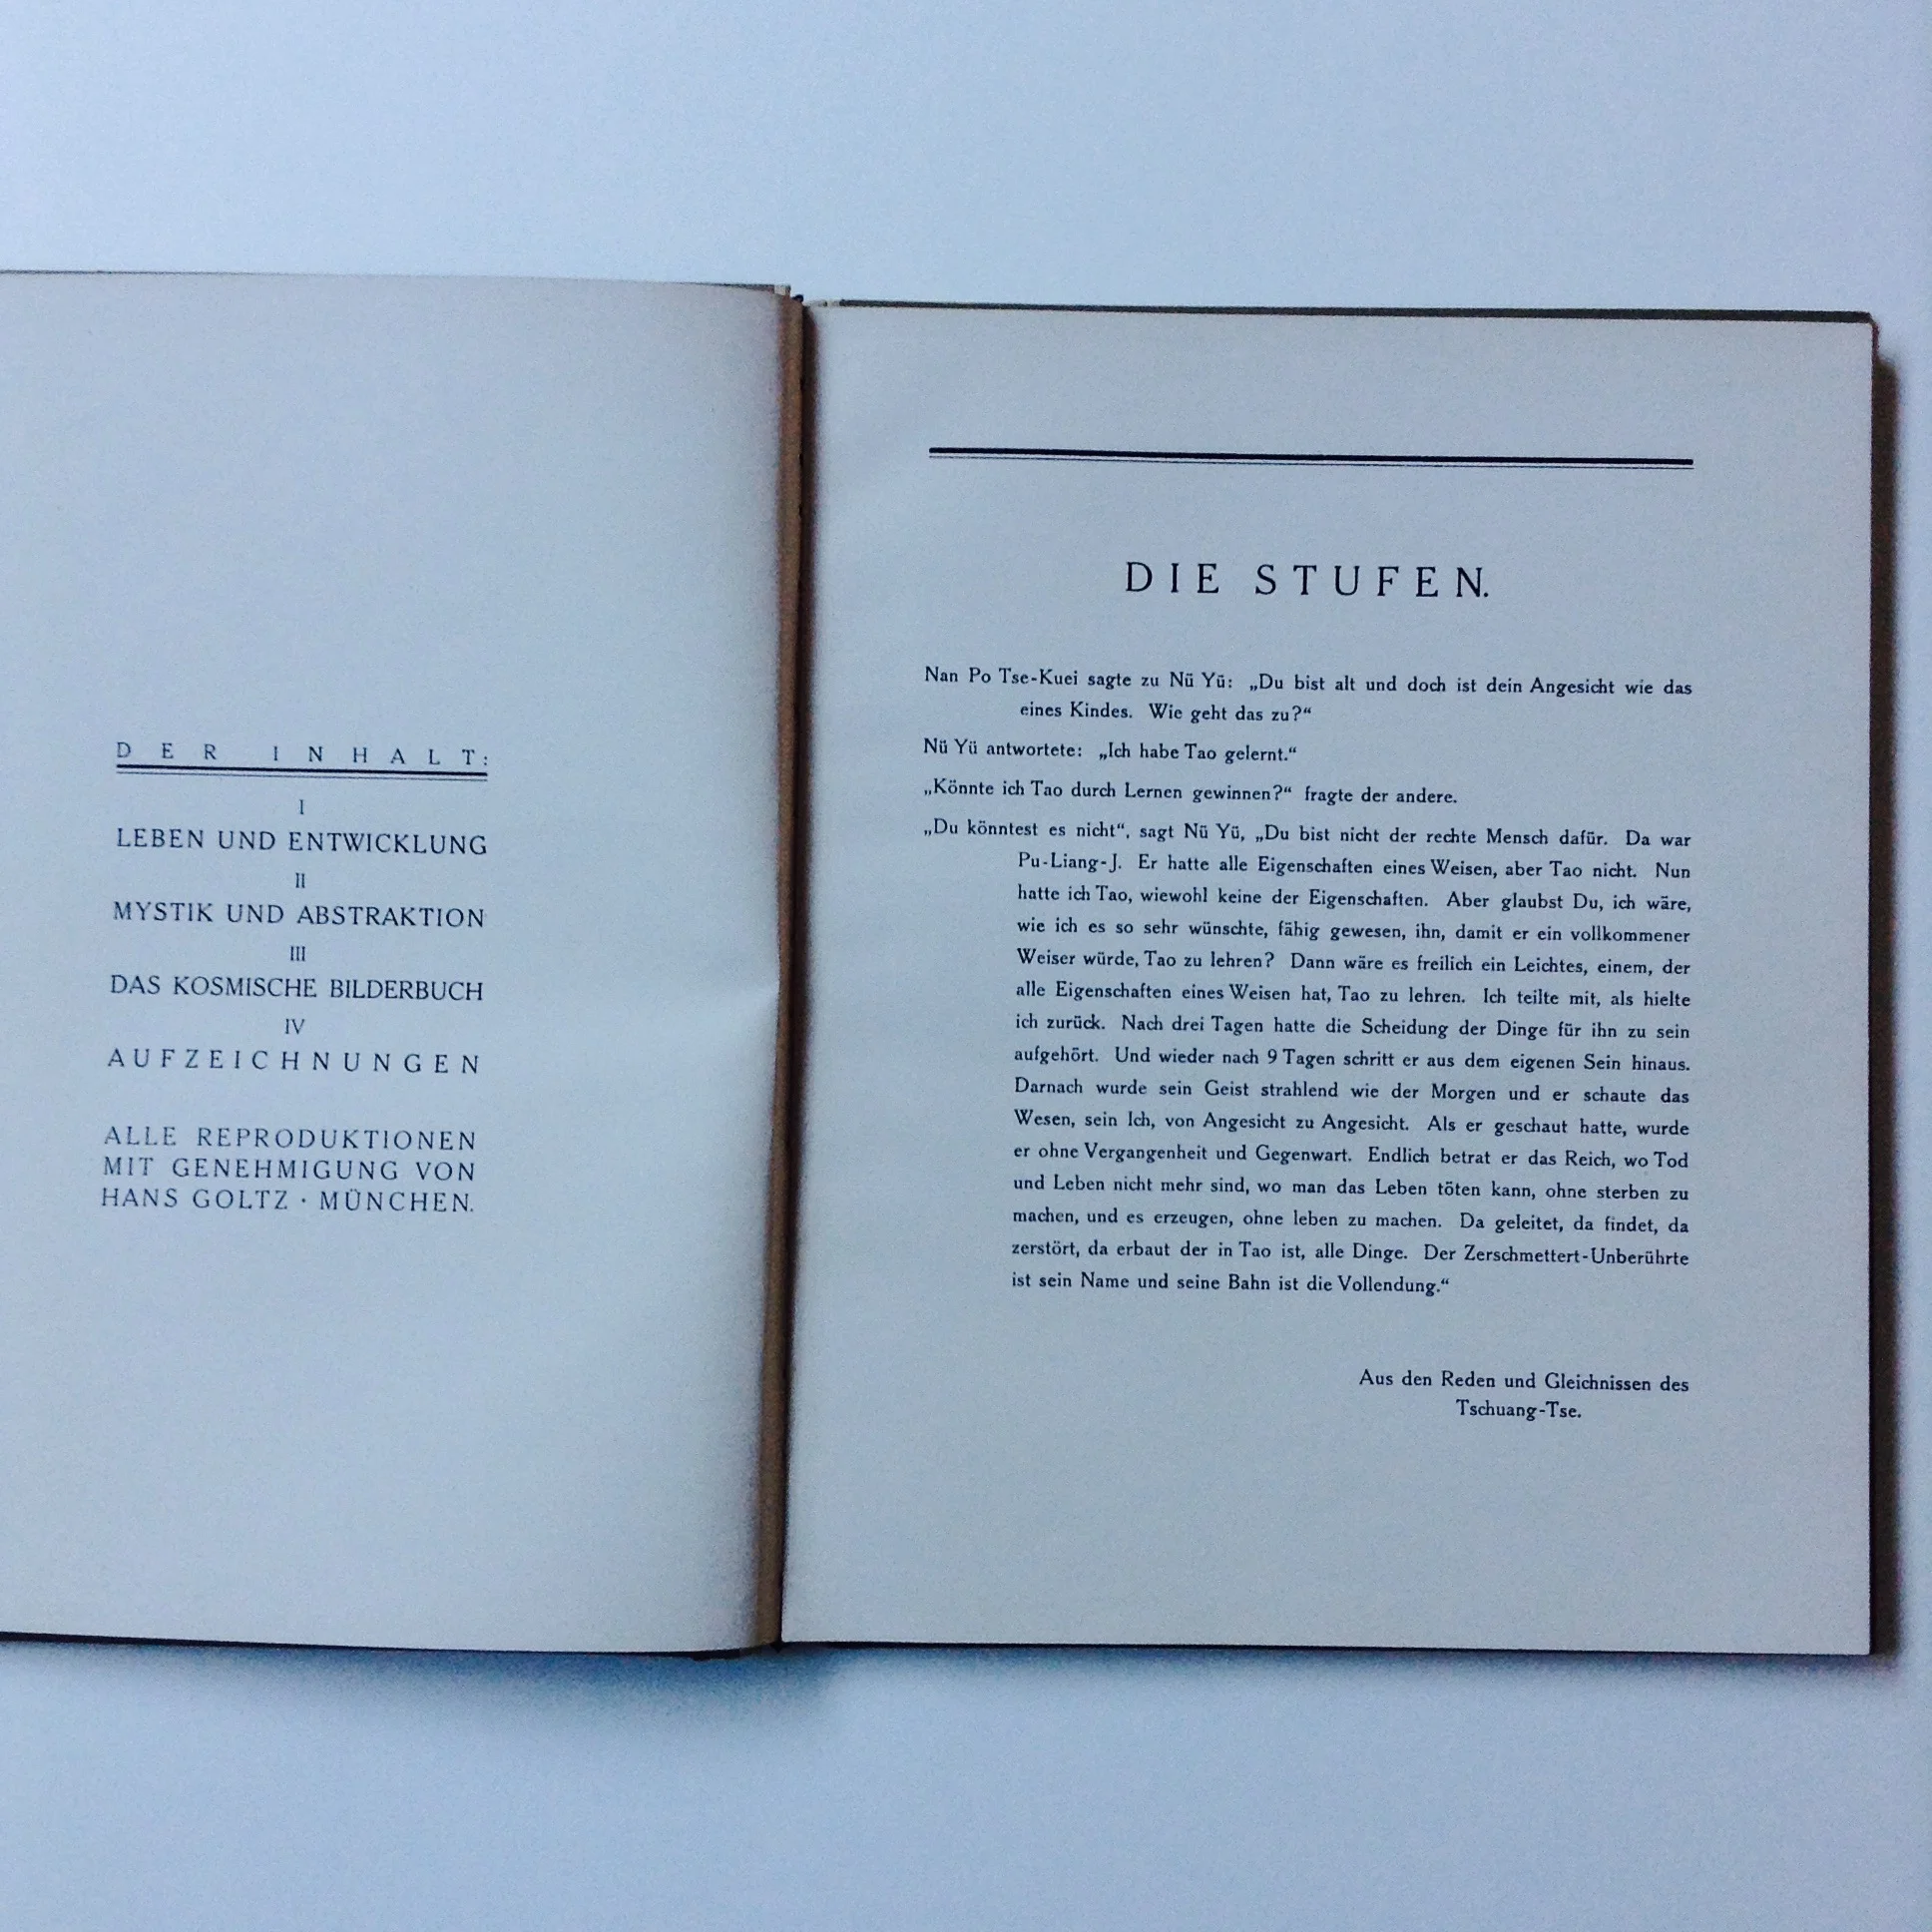 DER INHALT:
I
LEBEN UND ENTWICKLUNG
II
MYSTIK UND ABSTRAKTION
III
DAS KOSMISCHE BILDERBUCH
IV
AUFZEICHNUNGEN
ALLE REPRODUKTIONEN
MIT GENEHMIGUNG VON
HANS GOLTZ · MÜNCHEN.
DIE STUFEN.
Nan Po Tse-Kuei sagte zu Nü Yü: „Du bist alt und doch ist dein Angesicht wie das
eines Kindes. Wie geht das zu?“
Nü Yü antwortete: „Ich habe Tao gelernt.“
„Könnte ich Tao durch Lernen gewinnen?“ fragte der andere.
„Du könntest es nicht“, sagt Nü Yü, „Du bist nicht der rechte Mensch dafür. Da war
Pu-Liang-J. Er hatte alle Eigenschaften eines Weisen, aber Tao nicht. Nun
hatte ich Tao, wiewohl keine der Eigenschaften. Aber glaubst Du, ich wäre,
wie ich es so sehr wünschte, fähig gewesen, ihn, damit er ein vollkommener
Weiser würde, Tao zu lehren? Dann wäre es freilich ein Leichtes, einem, der
alle Eigenschaften eines Weisen hat, Tao zu lehren. Ich teilte mit, als hielte
ich zurück. Nach drei Tagen hatte die Scheidung der Dinge für ihn zu sein
aufgehört. Und wieder nach 9 Tagen schritt er aus dem eigenen Sein hinaus.
Darnach wurde sein Geist strahlend wie der Morgen und er schaute das
Wesen, sein Ich, von Angesicht zu Angesicht. Als er geschaut hatte, wurde
er ohne Vergangenheit und Gegenwart. Endlich betrat er das Reich, wo Tod
und Leben nicht mehr sind, wo man das Leben töten kann, ohne sterben zu
machen, und es erzeugen, ohne leben zu machen. Da geleitet, da findet, da
zerstört, da erbaut der in Tao ist, alle Dinge. Der Zerschmettert-Unberührte
ist sein Name und seine Bahn ist die Vollendung.“
Aus den Reden und Gleichnissen des
Tschuang-Tse.